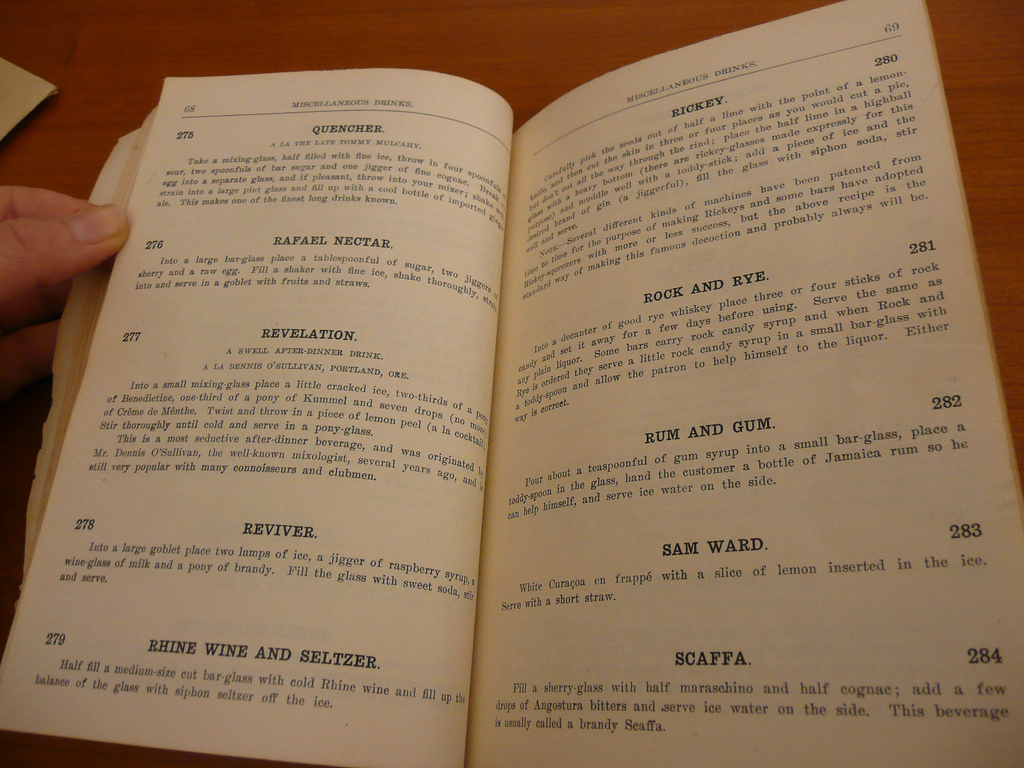 68
MISCELLANEOUS DRINKS.
275
QUENCHER.
A LA THE LATE TOMMY MULCAHY.
Take a mixing-glass, half filled with fine ice, throw in four spoonfuls
sour, two spoonfuls of bar sugar and one jigger of fine cognac. Break
egg into a separate glass, and if pleasant, throw into your mixer; shake
strain into a large pint glass and fill up with a cool bottle of imported
ale. This makes one of the finest long drinks known.
276
RAFAEL NECTAR.
Into a large bar-glass place a tablespoonful of sugar, two jiggers of
sherry and a raw egg. Fill a shaker with fine ice, shake thoroughly,
into and serve in a goblet with fruits and straws.
277
REVELATION.
A SWELL AFTER-DINNER DRINK.
A LA DENNIS O'SULLIVAN, PORTLAND, ORE.
Into a small mixing-glass place a little cracked ice, two-thirds of a pony
of Benedictine, one-third of a pony of Kummel and seven drops (no more)
of Créme de Mênthe. Twist and throw in a piece of lemon peel (a la cocktail).
Stir thoroughly until cold and serve in a pony-glass.
This is a most seductive after-dinner beverage, and was originated by
Mr. Dennis O'Sullivan, the well-known mixologist, several years ago, and
still very popular with many connoisseurs and clubmen.
278
REVIVER.
Into a large goblet place two lumps of ice, a jigger of raspberry syrup, a
wine-glass of milk and a pony of brandy. Fill the glass with sweet soda, stir
and serve.
279
RHINE WINE AND SELTZER.
Half fill a medium-size cut bar-glass with cold Rhine wine and fill up the
balance of the glass with siphon seltzer off the ice.
69
MISCELLANEOUS DRINKS.
280
RICKEY.
Carefully pick the seeds out of half a lime with the point of a lemon-
knife, and then cut the skin in three or four places as you would cut a pie,
but don't cut all the way through the rind; place the half lime in a highball
glass with a heavy bottom (there are rickey-glasses made expressly for this
purpose) and muddle well with a toddy-stick; add a piece of ice and the
desired brand of gin (a jiggerful), fill the glass with siphon soda, stir
well and serve.
NOTE.—Several different kinds of machines have been patented from
time to time for the purpose of making Rickeys and some bars have adopted
Rickey-squeezers with more or less success, but the above recipe is the
standard way of making this famous decoction and probably always will be.
281
ROCK AND RYE.
Into a decanter of good rye whiskey place three or four sticks of rock
candy and set it away for a few days before using. Serve the same as
any plain liquor. Some bars carry rock candy syrup and when Rock and
Rye is ordered they serve a little rock candy syrup in a small bar-glass with
a toddy-spoon and allow the patron to help himself to the liquor. Either
way is correct.
282
RUM AND GUM.
Pour about a teaspoonful of gum syrup into a small bar-glass, place a
toddy-spoon in the glass, hand the customer a bottle of Jamaica rum so he
can help himself, and serve ice water on the side.
283
SAM WARD.
White Curaçoa en frappé with a slice of lemon inserted in the ice.
Serve with a short straw.
284
SCAFFA.
Fill a sherry-glass with half maraschino and half cognac; add a few
drops of Angostura bitters and serve ice water on the side. This beverage
is usually called a brandy Scaffa.